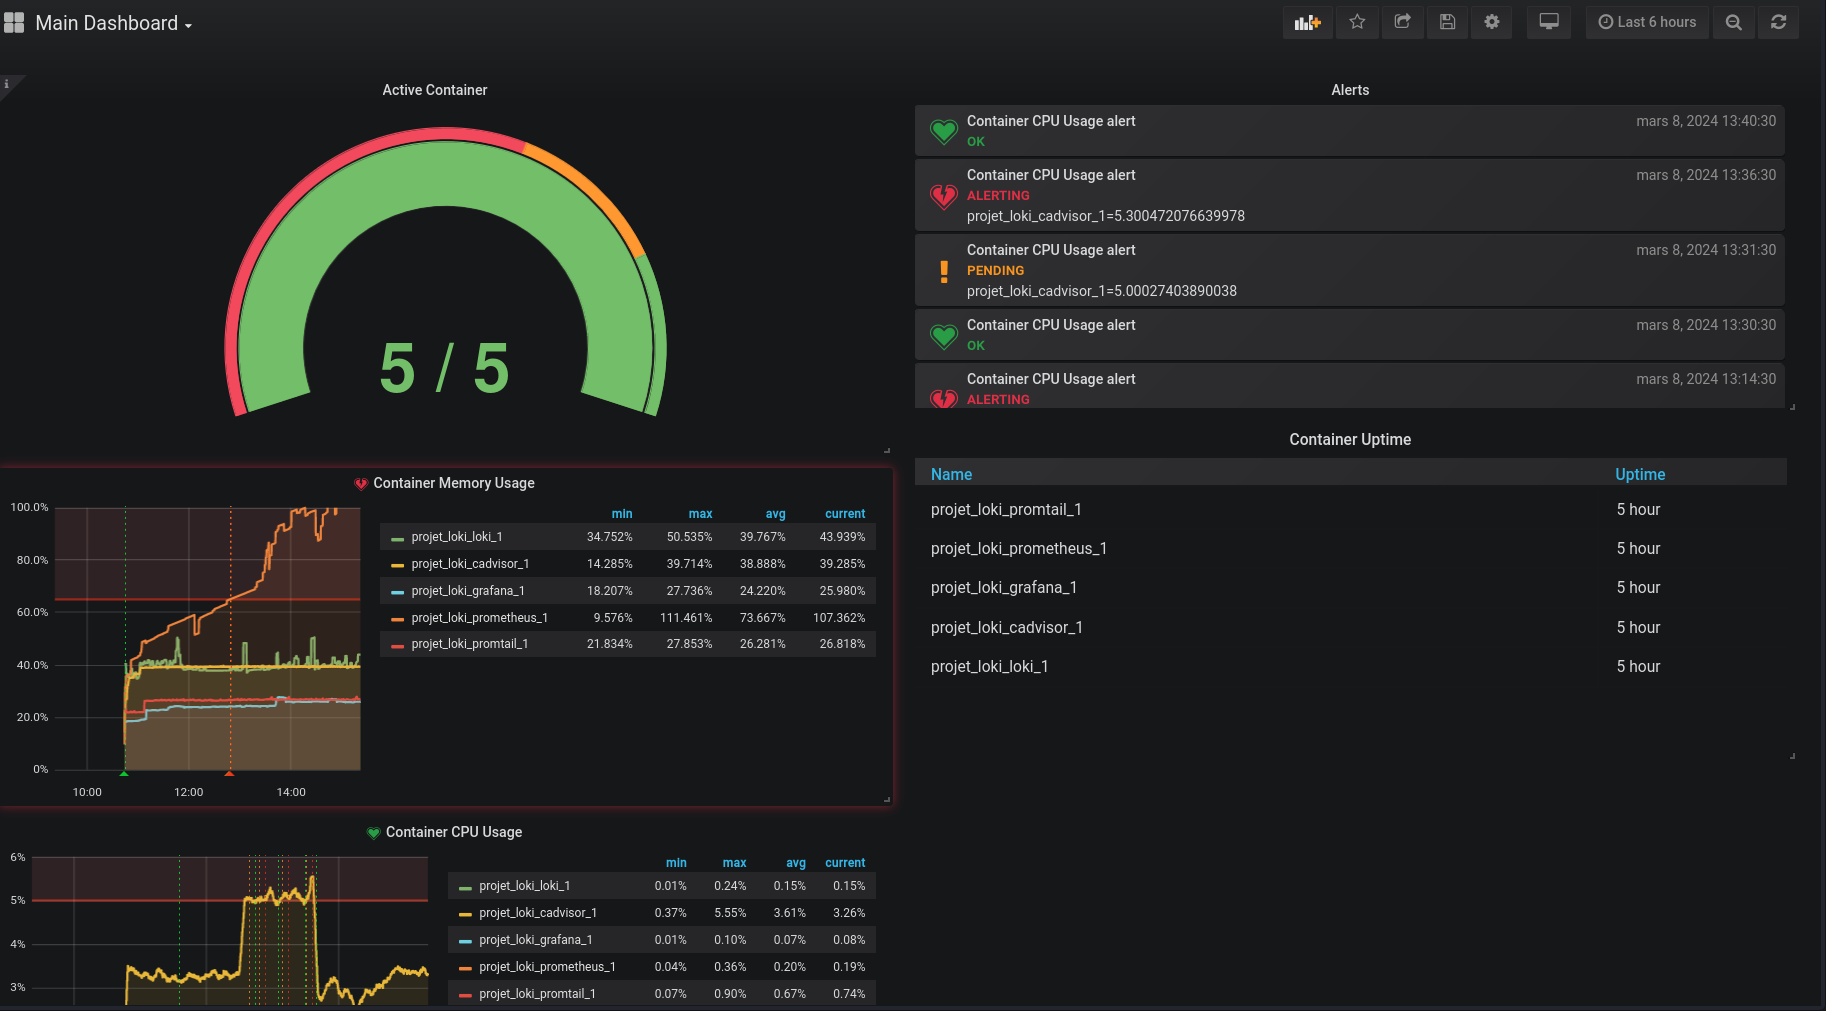 Main Dashboard
Last 6 hours
i
Active Container
5 / 5
Alerts
Container CPU Usage alert mars 8, 2024 13:40:30
OK
Container CPU Usage alert mars 8, 2024 13:36:30
ALERTING
projet_loki_cadvisor_1=5.300472076639978
Container CPU Usage alert mars 8, 2024 13:31:30
PENDING
projet_loki_cadvisor_1=5.00027403890038
Container CPU Usage alert mars 8, 2024 13:30:30
OK
Container CPU Usage alert mars 8, 2024 13:14:30
ALERTING
Container Uptime
Name Uptime
projet_loki_promtail_1 5 hour
projet_loki_prometheus_1 5 hour
projet_loki_grafana_1 5 hour
projet_loki_cadvisor_1 5 hour
projet_loki_loki_1 5 hour
Container Memory Usage
100.0%
80.0%
60.0%
40.0%
20.0%
0%
10:00 12:00 14:00
min max avg current
projet_loki_loki_1 34.752% 50.535% 39.767% 43.939%
projet_loki_cadvisor_1 14.285% 39.714% 38.888% 39.285%
projet_loki_grafana_1 18.207% 27.736% 24.220% 25.980%
projet_loki_prometheus_1 9.576% 111.461% 73.667% 107.362%
projet_loki_promtail_1 21.834% 27.853% 26.281% 26.818%
Container CPU Usage
6%
5%
4%
3%
min max avg current
projet_loki_loki_1 0.01% 0.24% 0.15% 0.15%
projet_loki_cadvisor_1 0.37% 5.55% 3.61% 3.26%
projet_loki_grafana_1 0.01% 0.10% 0.07% 0.08%
projet_loki_prometheus_1 0.04% 0.36% 0.20% 0.19%
projet_loki_promtail_1 0.07% 0.90% 0.67% 0.74%